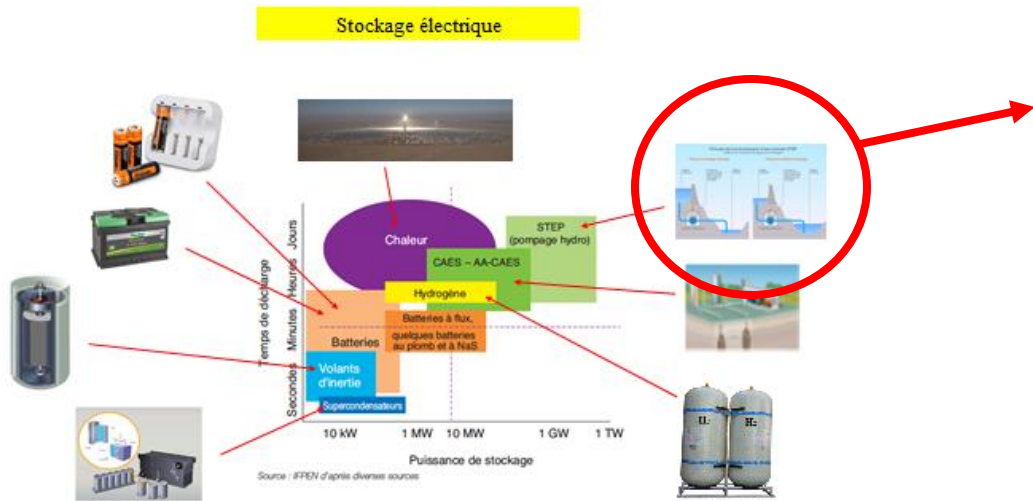 Stockage électrique
STEP
(pompage hydro)
Chaleur
CAES – AA-CAES
Hydrogène
Batteries à flux,
quelques batteries
au plomb et à NaS
Batteries
Volants
d'inertie
Supercondensateurs
Temps de décharge
Secondes Minutes Heures Jours
10 kW 1 MW 10 MW 1 GW 1 TW
Puissance de stockage
Source : IFPEN d'après diverses sources
H₂